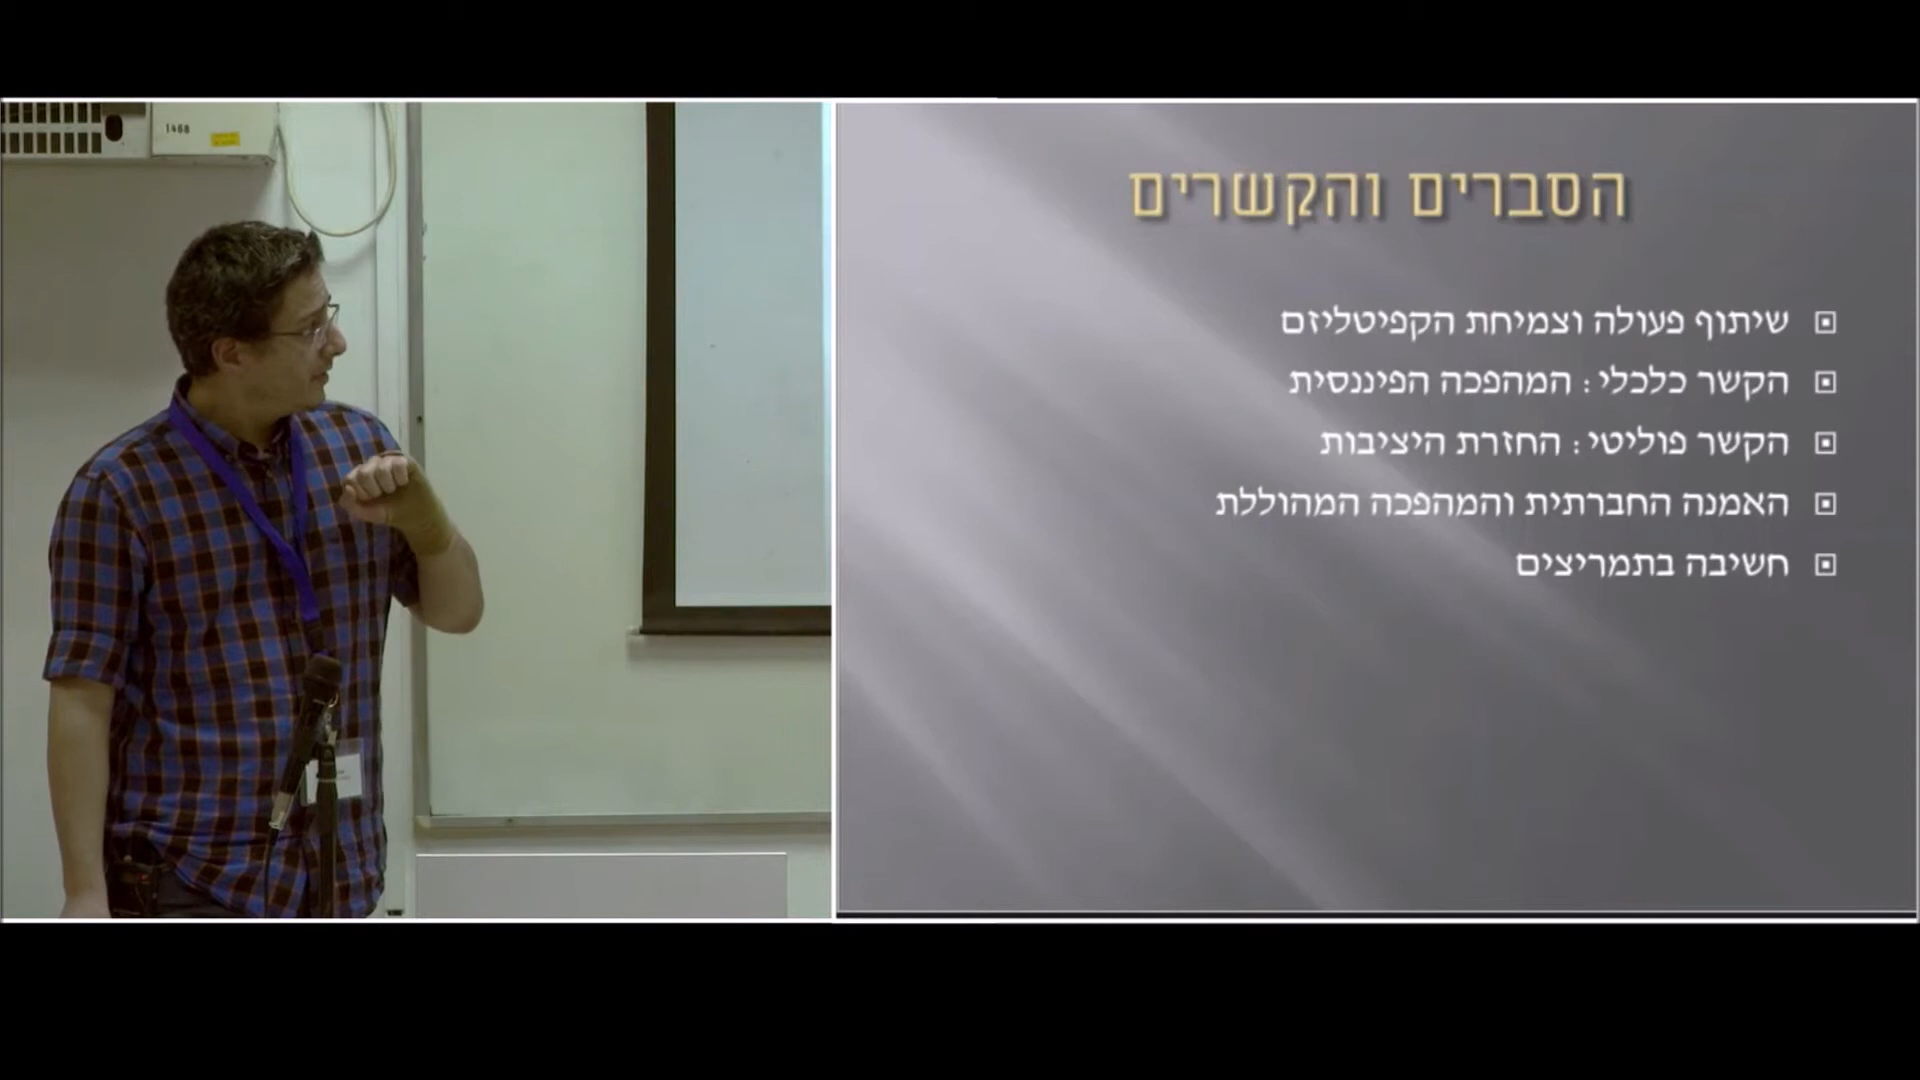 1468
הסברים והקשרים
שיתוף פעולה וצמיחת הקפיטליזם
הקשר כלכלי : המהפכה הפיננסית
הקשר פוליטי : החזרת היציבות
האמנה החברתית והמהפכה המהוללת
חשיבה בתמריצים